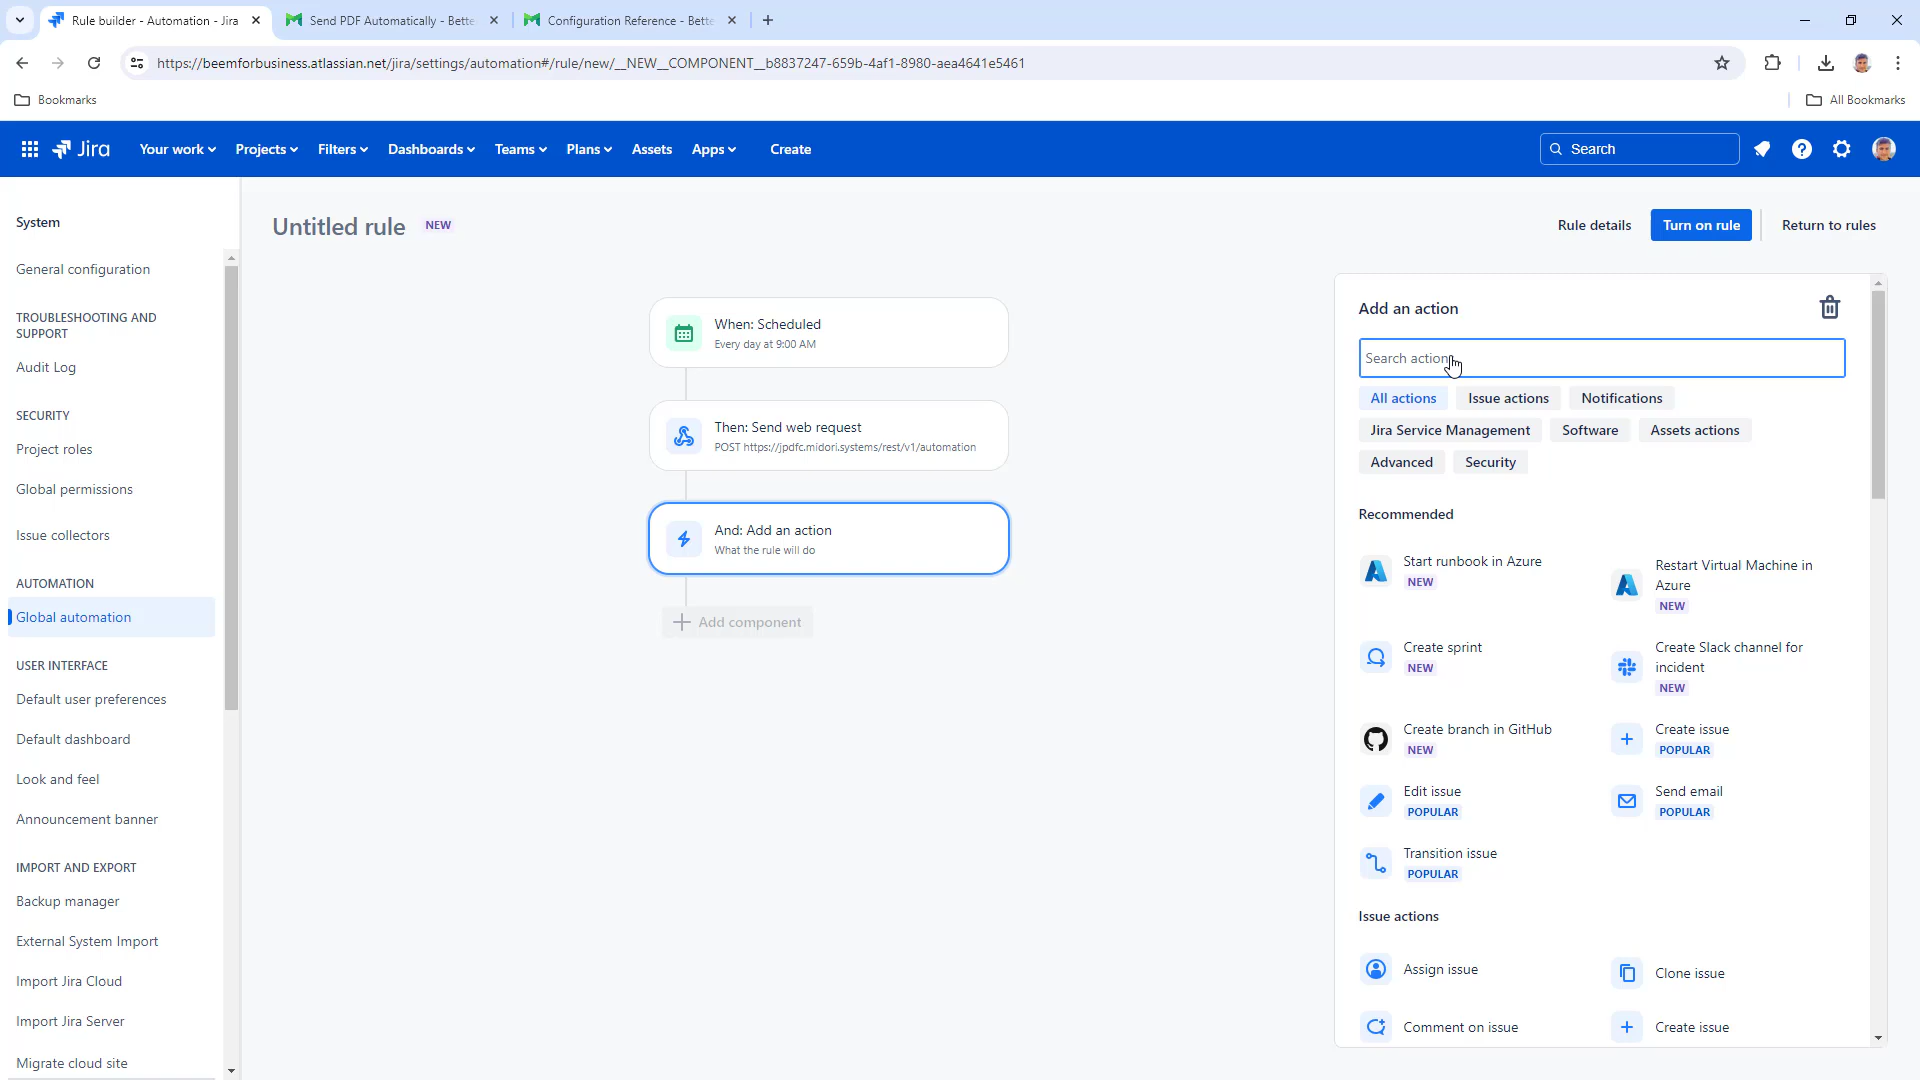 Rule builder - Automation - Jira
Send PDF Automatically - Bette
Configuration Reference - Bette
https://beemforbusiness.atlassian.net/jira/settings/automation#/rule/new/__NEW__COMPONENT__b8837247-659b-4af1-8980-aea4641e5461
Bookmarks
All Bookmarks
Jira
Your work
Projects
Filters
Dashboards
Teams
Plans
Assets
Apps
Create
Search
System
General configuration
TROUBLESHOOTING AND
SUPPORT
Audit Log
SECURITY
Project roles
Global permissions
Issue collectors
AUTOMATION
Global automation
USER INTERFACE
Default user preferences
Default dashboard
Look and feel
Announcement banner
IMPORT AND EXPORT
Backup manager
External System Import
Import Jira Cloud
Import Jira Server
Migrate cloud site
Untitled rule
NEW
Rule details
Turn on rule
Return to rules
When: Scheduled
Every day at 9:00 AM
Then: Send web request
POST https://jpdfc.midori.systems/rest/v1/automation
And: Add an action
What the rule will do
Add component
Add an action
Search action
All actions
Issue actions
Notifications
Jira Service Management
Software
Assets actions
Advanced
Security
Recommended
Start runbook in Azure
NEW
Restart Virtual Machine in
Azure
NEW
Create sprint
NEW
Create Slack channel for
incident
NEW
Create branch in GitHub
NEW
Create issue
POPULAR
Edit issue
POPULAR
Send email
POPULAR
Transition issue
POPULAR
Issue actions
Assign issue
Clone issue
Comment on issue
Create issue